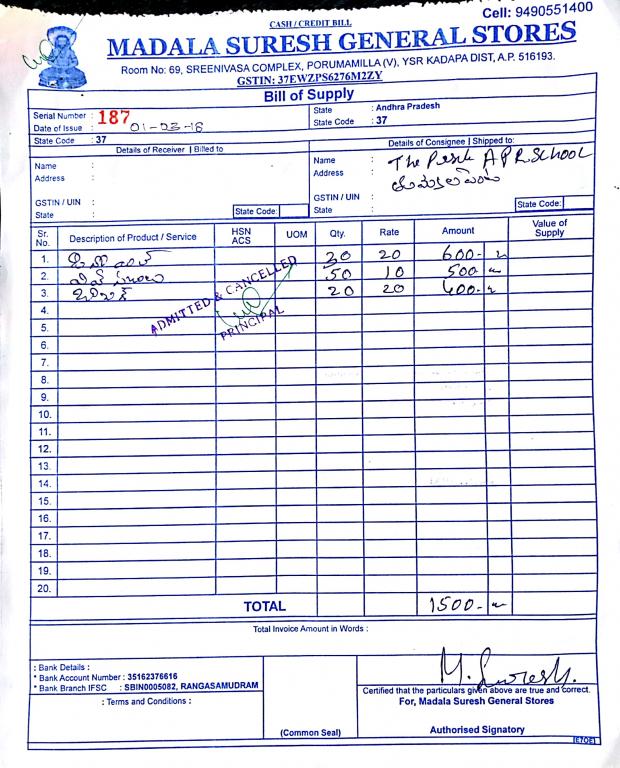 Cell: 9490551400
CASH / CREDIT BILL
MADALA SURESH GENERAL STORES
Room No: 69, SREENIVASA COMPLEX, PORUMAMILLA (V), YSR KADAPA DIST, A.P. 516193.
GSTIN: 37EWZPS6276M2ZY
Bill of Supply
Serial Number : 187
Date of Issue : 01-03-18
State Code : 37
State : Andhra Pradesh
State Code : 37
Details of Receiver | Billed to
Name :
Address :
GSTIN / UIN :
State : State Code:
Details of Consignee | Shipped to:
Name : The A P R SCHOOL
Address :
GSTIN / UIN :
State : State Code:
Sr. No. Description of Product / Service HSN ACS UOM Qty. Rate Amount Value of Supply
1. 30 20 600-
2. 50 10 500
3. 20 20 400-
4.
5.
6.
7.
8.
9.
10.
11.
12.
13.
14.
15.
16.
17.
18.
19.
20.
ADMITTED & CANCELLED
PRINCIPAL
TOTAL 1500-
Total Invoice Amount in Words :
: Bank Details :
* Bank Account Number : 35162376616
* Bank Branch IFSC : SBIN0005082, RANGASAMUDRAM
: Terms and Conditions :
(Common Seal)
M. Suresh.
Certified that the particulars given above are true and correct.
For, Madala Suresh General Stores
Authorised Signatory